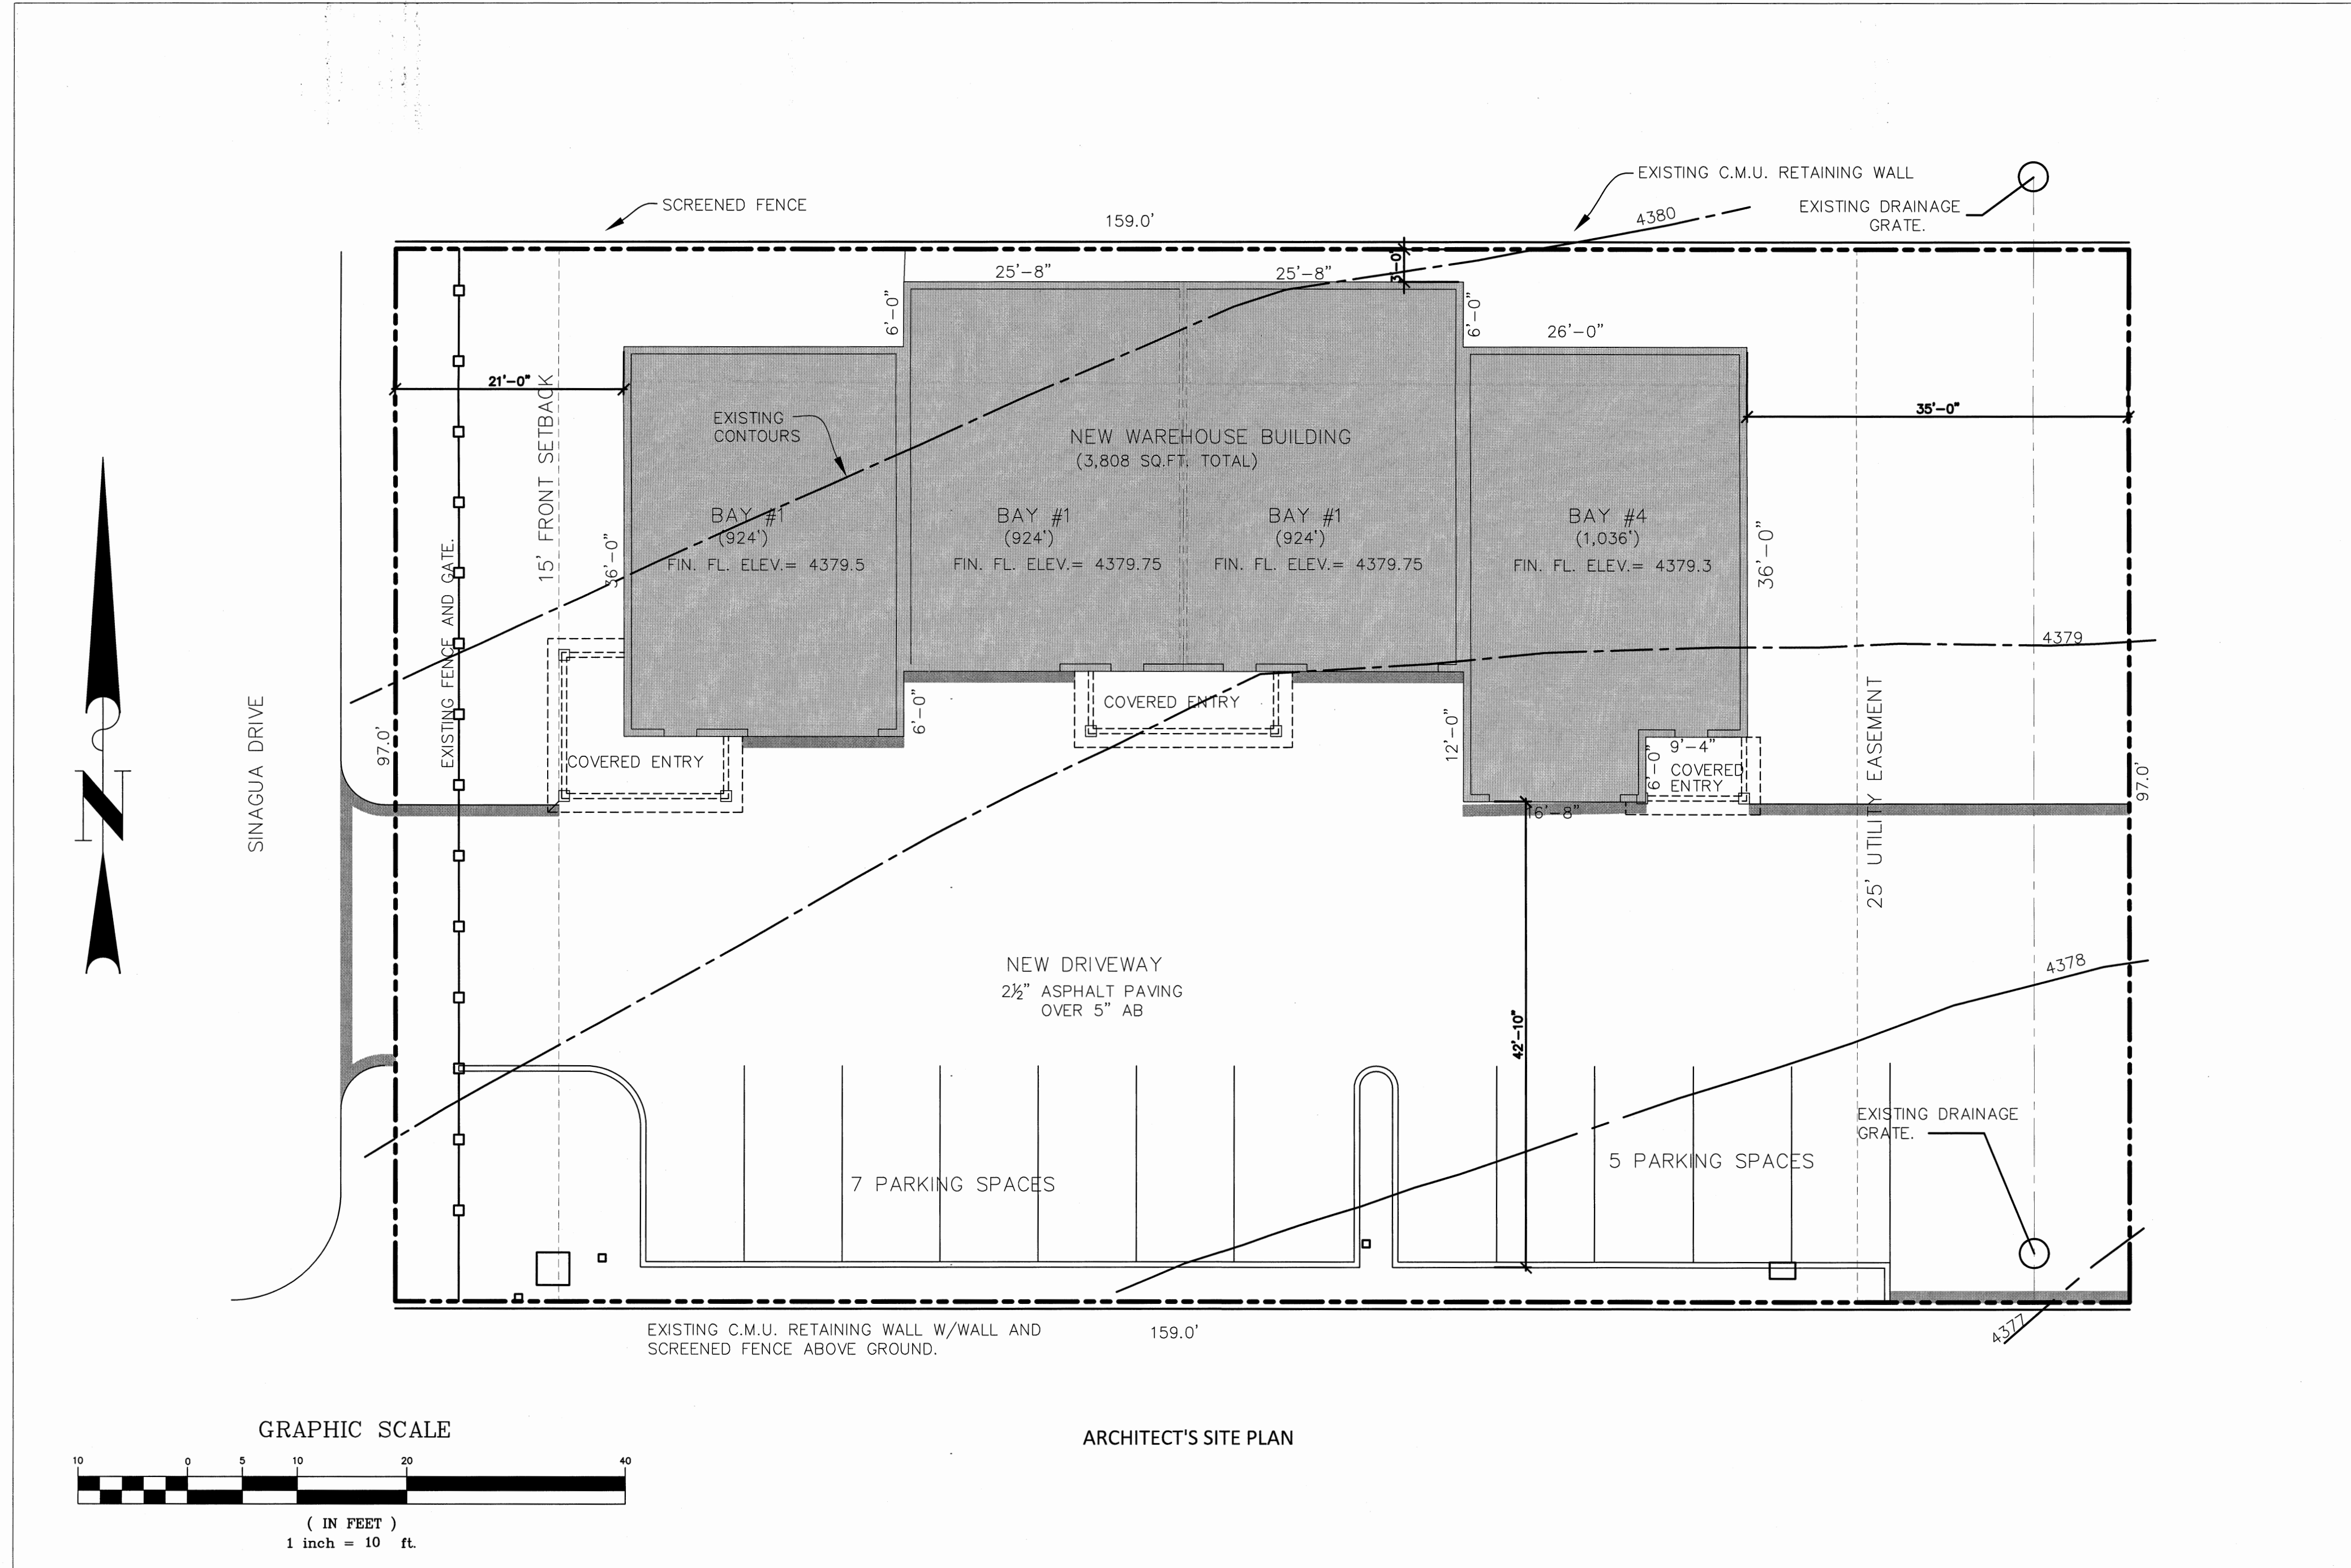 EXISTING C.M.U. RETAINING WALL
SCREENED FENCE
159.0'
4380
EXISTING DRAINAGE
GRATE.
3'-0"
25'-8"
25'-8"
6'-0"
6'-0"
26'-0"
21'-0"
35'-0"
15' FRONT SETBACK
EXISTING
CONTOURS
NEW WAREHOUSE BUILDING
(3,808 SQ.FT. TOTAL)
BAY #1
(924')
FIN. FL. ELEV.= 4379.5
BAY #1
(924')
FIN. FL. ELEV.= 4379.75
BAY #1
(924')
FIN. FL. ELEV.= 4379.75
BAY #4
(1,036')
FIN. FL. ELEV.= 4379.3
36'-0"
36'-0"
4379
EXISTING FENCE AND GATE.
SINAGUA DRIVE
97.0'
N
COVERED ENTRY
6'-0"
COVERED ENTRY
12'-0"
9'-4"
6'-0"
COVERED
ENTRY
16'-8"
25' UTILITY EASEMENT
97.0'
NEW DRIVEWAY
2½" ASPHALT PAVING
OVER 5" AB
42'-10"
4378
EXISTING DRAINAGE
GRATE.
7 PARKING SPACES
5 PARKING SPACES
4377
EXISTING C.M.U. RETAINING WALL W/WALL AND
SCREENED FENCE ABOVE GROUND.
159.0'
GRAPHIC SCALE
10 0 5 10 20 40
( IN FEET )
1 inch = 10 ft.
ARCHITECT'S SITE PLAN